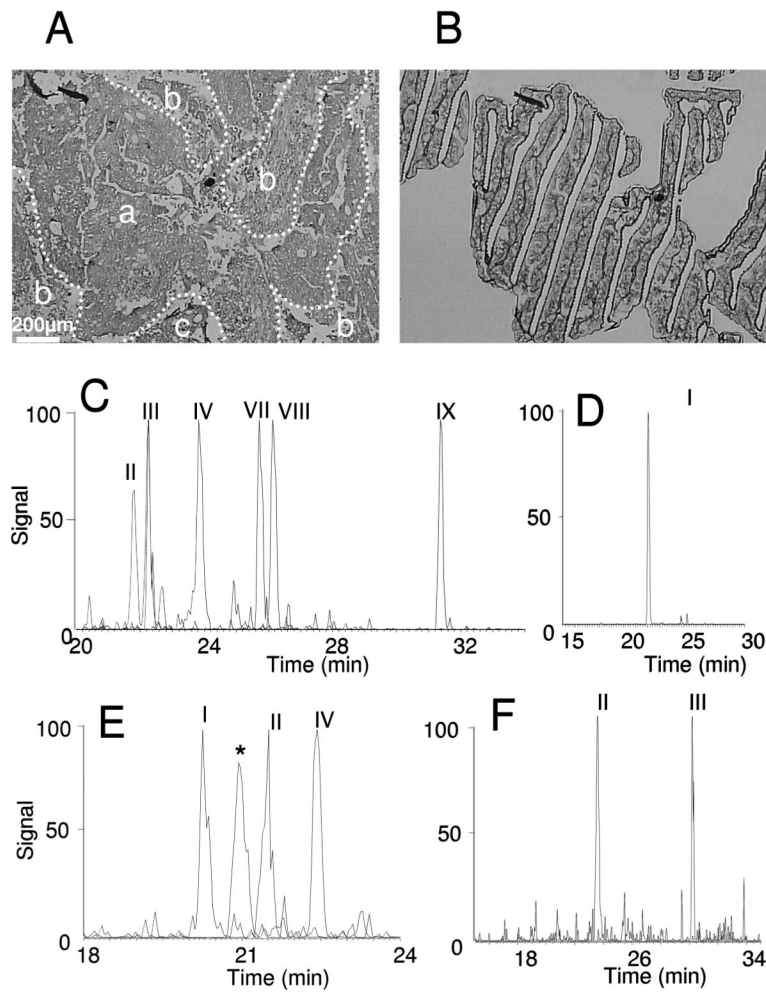 A B
b
b
a
b
c
b
200μm
C
III IV VII VIII IX
II
100
50
0
Signal
20 24 28 32
Time (min)
D I
100
50
0
15 20 25 30
Time (min)
E I * II IV
100
50
0
Signal
18 21 24
Time (min)
F II III
100
50
0
18 26 34
Time (min)